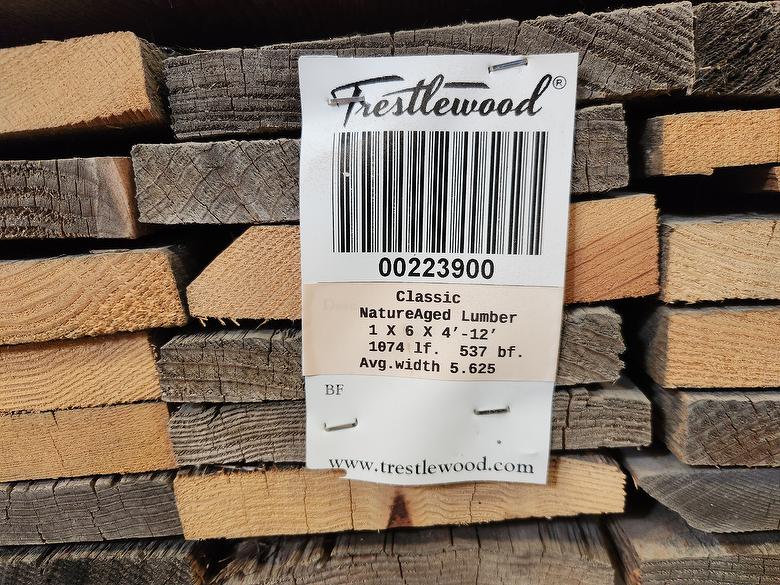 Trestlewood®
00223900
Classic
NatureAged Lumber
1 X 6 X 4'-12'
1074 lf. 537 bf.
Avg.width 5.625
BF
www.trestlewood.com